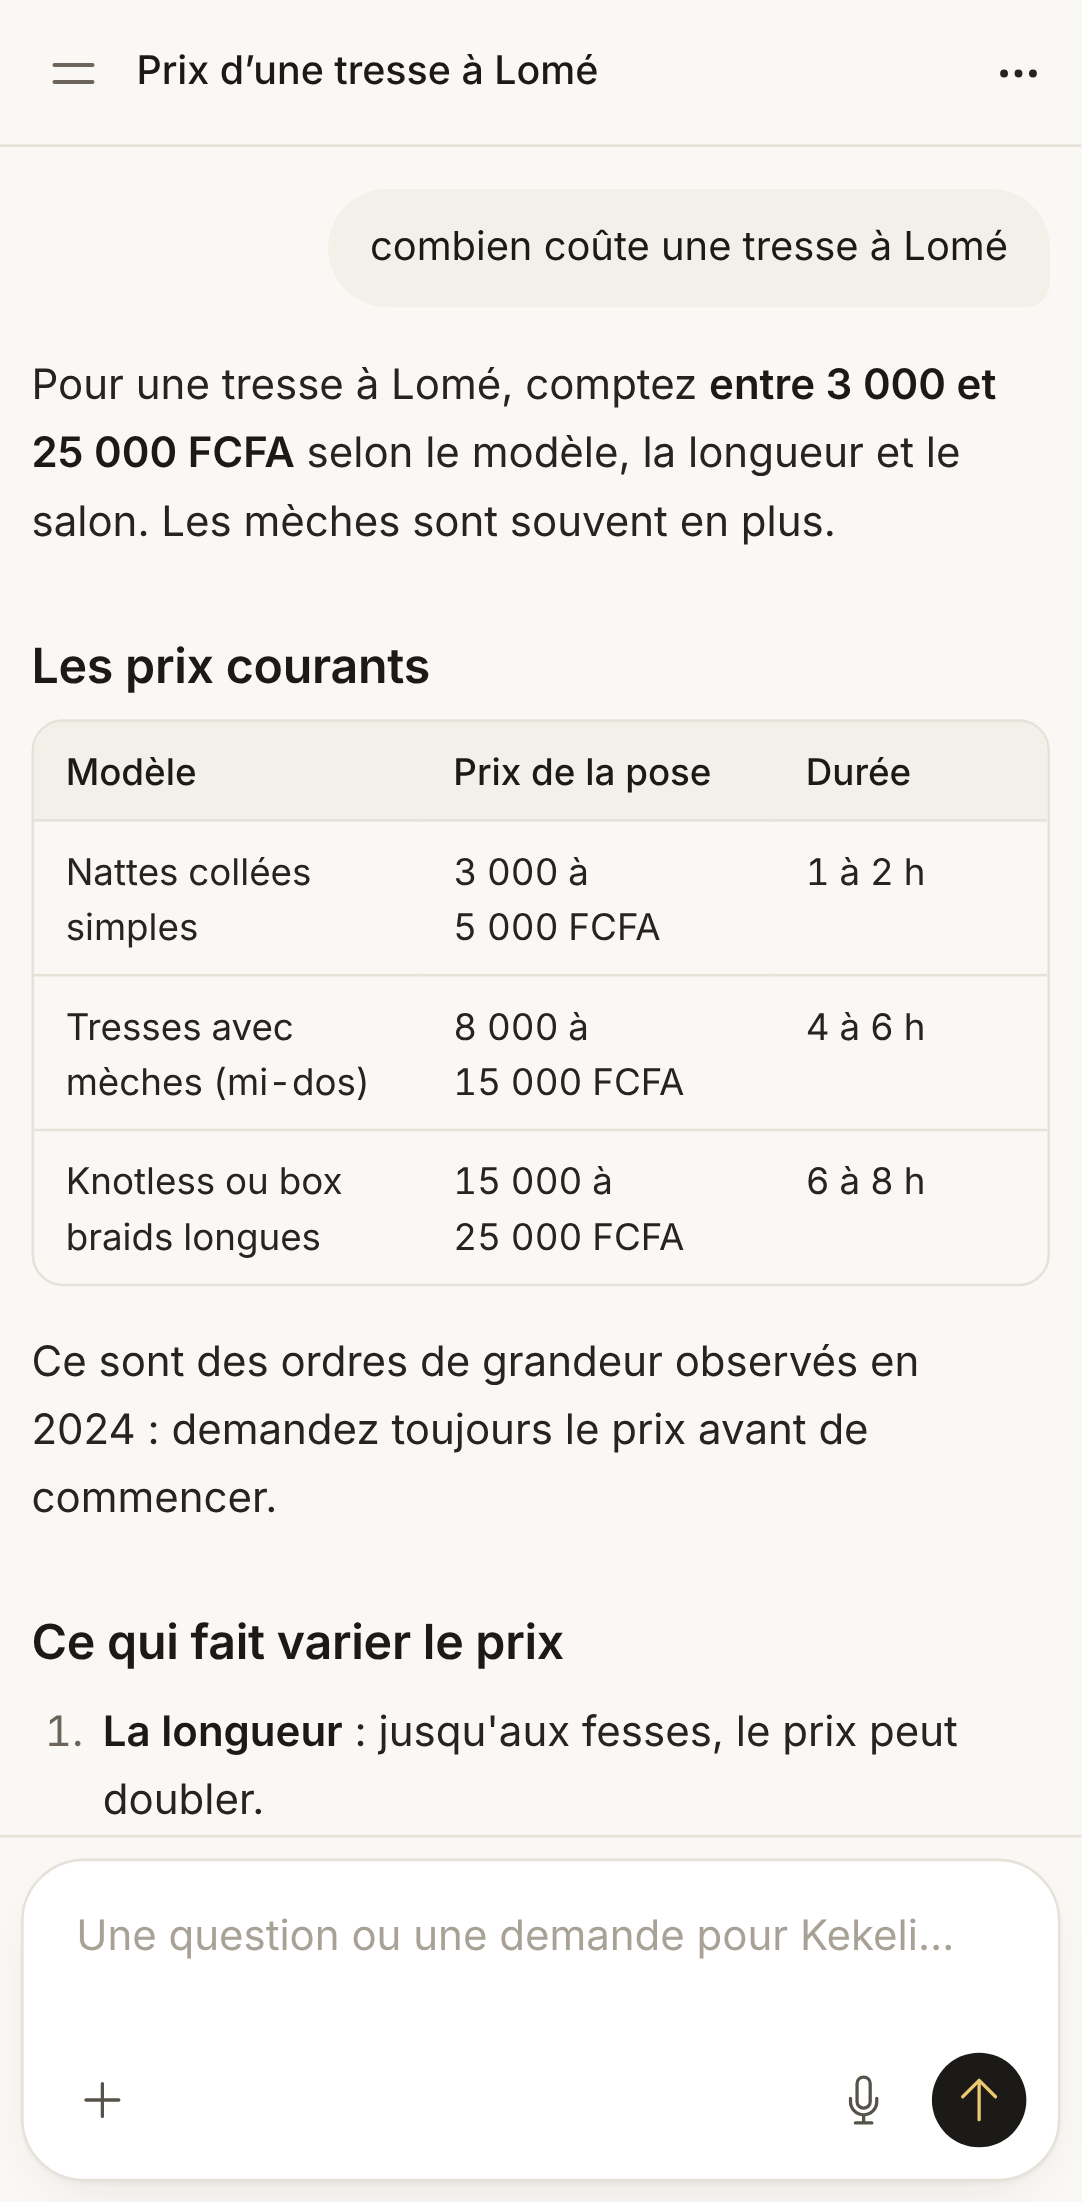 Prix d’une tresse à Lomé
combien coûte une tresse à Lomé
Pour une tresse à Lomé, comptez entre 3 000 et
25 000 FCFA selon le modèle, la longueur et le
salon. Les mèches sont souvent en plus.
Les prix courants
Modèle Prix de la pose Durée
Nattes collées 3 000 à 1 à 2 h
simples 5 000 FCFA
Tresses avec 8 000 à 4 à 6 h
mèches (mi-dos) 15 000 FCFA
Knotless ou box 15 000 à 6 à 8 h
braids longues 25 000 FCFA
Ce sont des ordres de grandeur observés en
2024 : demandez toujours le prix avant de
commencer.
Ce qui fait varier le prix
1. La longueur : jusqu'aux fesses, le prix peut
doubler.
Une question ou une demande pour Kekeli...